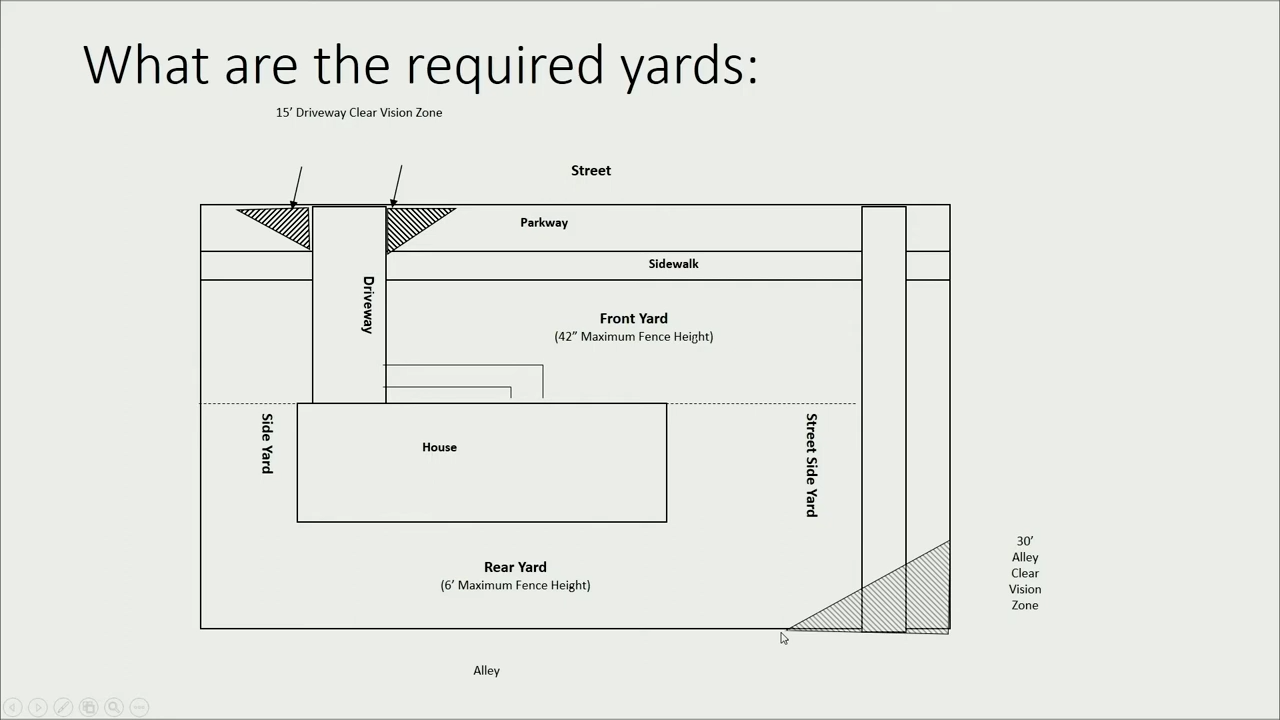 What are the required yards:
15’ Driveway Clear Vision Zone
Street
Parkway
Sidewalk
Driveway
Front Yard
(42” Maximum Fence Height)
Side Yard
House
Street Side Yard
Rear Yard
(6’ Maximum Fence Height)
30’
Alley
Clear
Vision
Zone
Alley